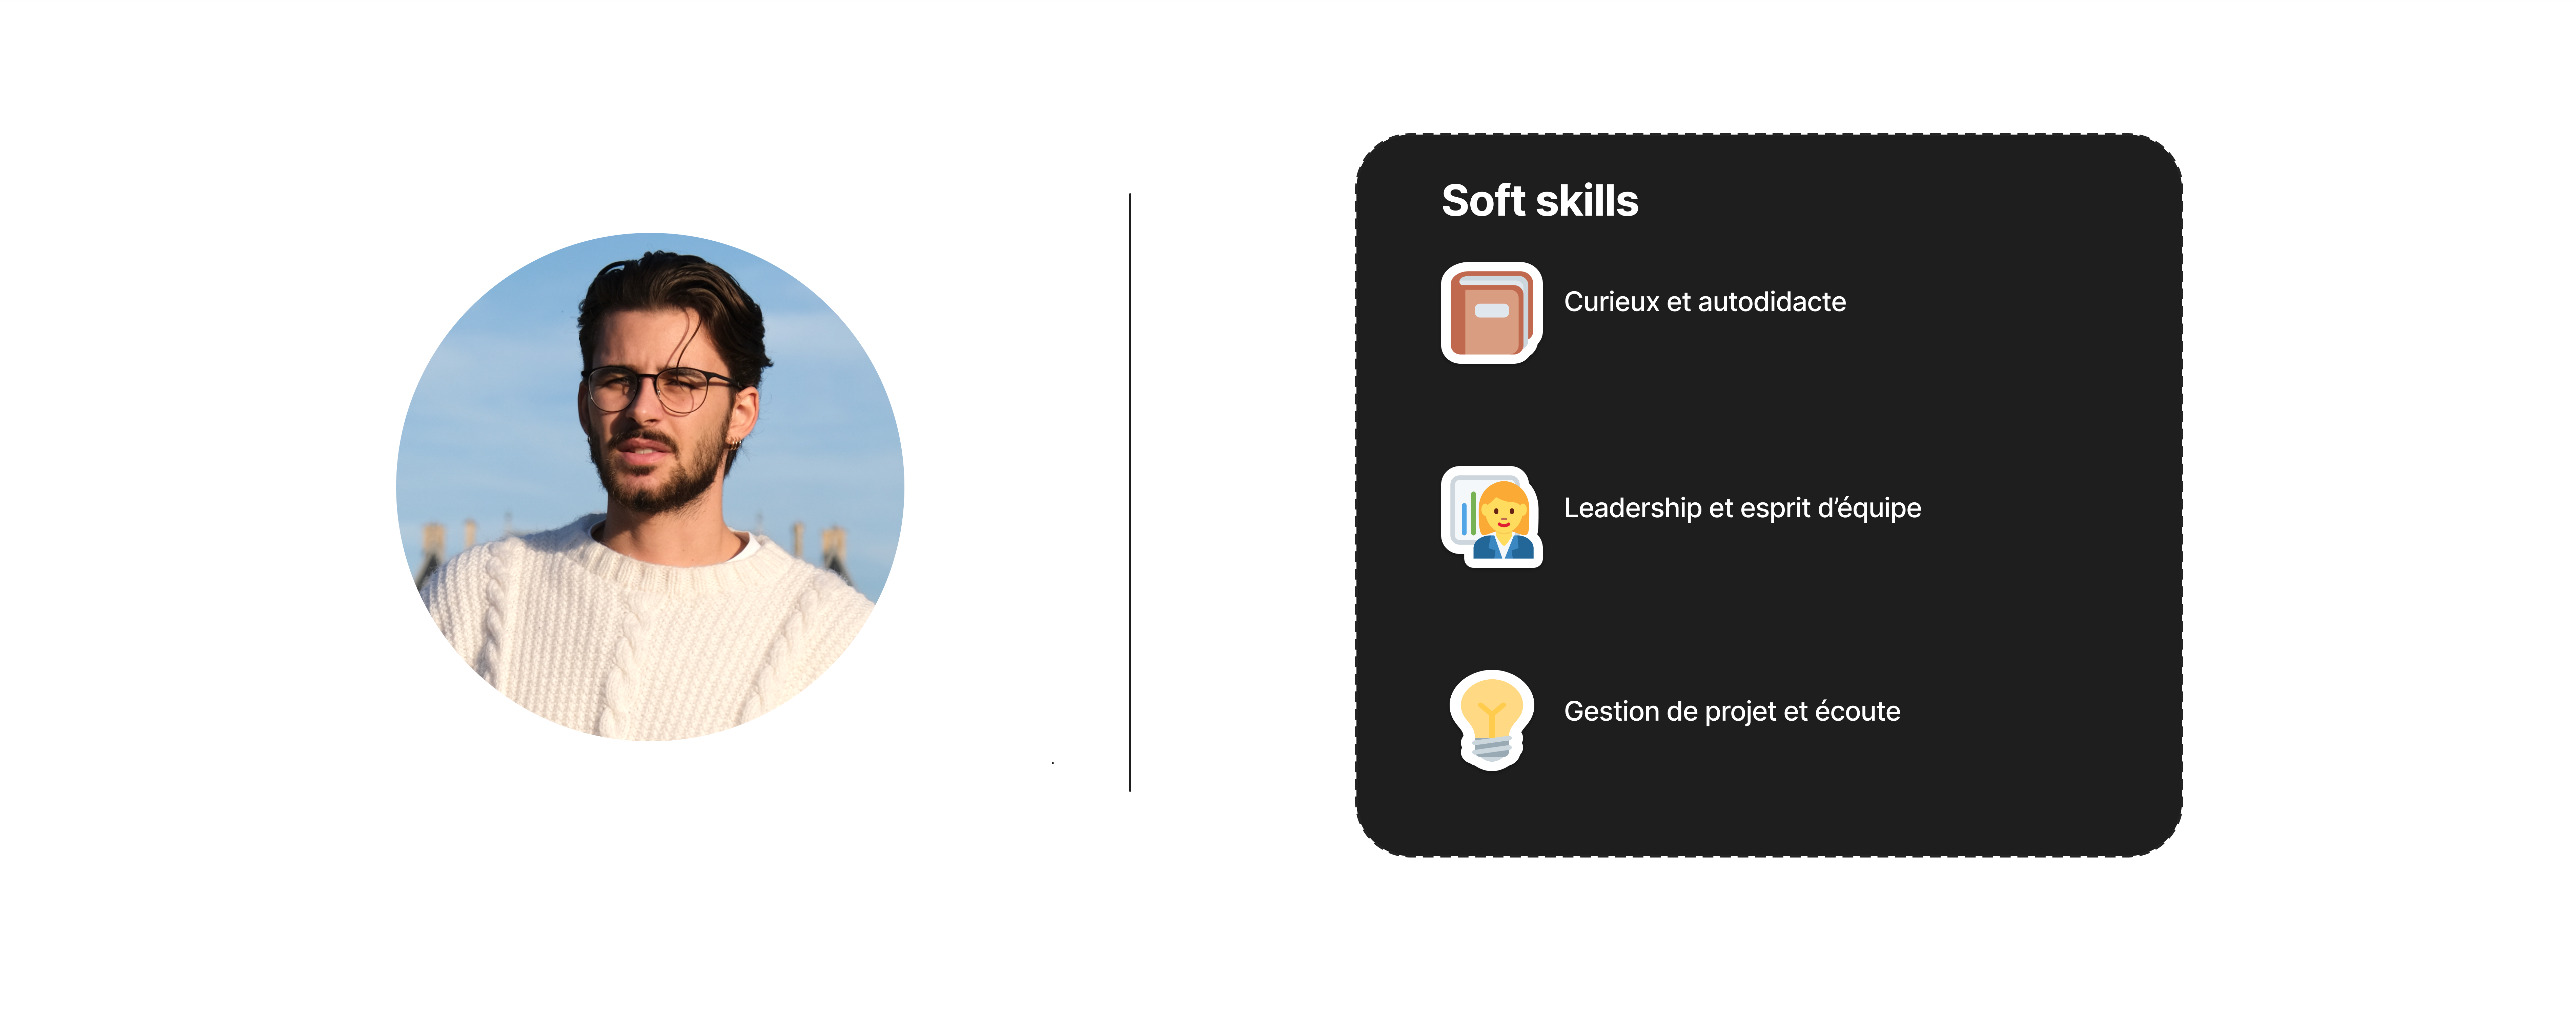 Soft skills
Curieux et autodidacte
Leadership et esprit d’équipe
Gestion de projet et écoute